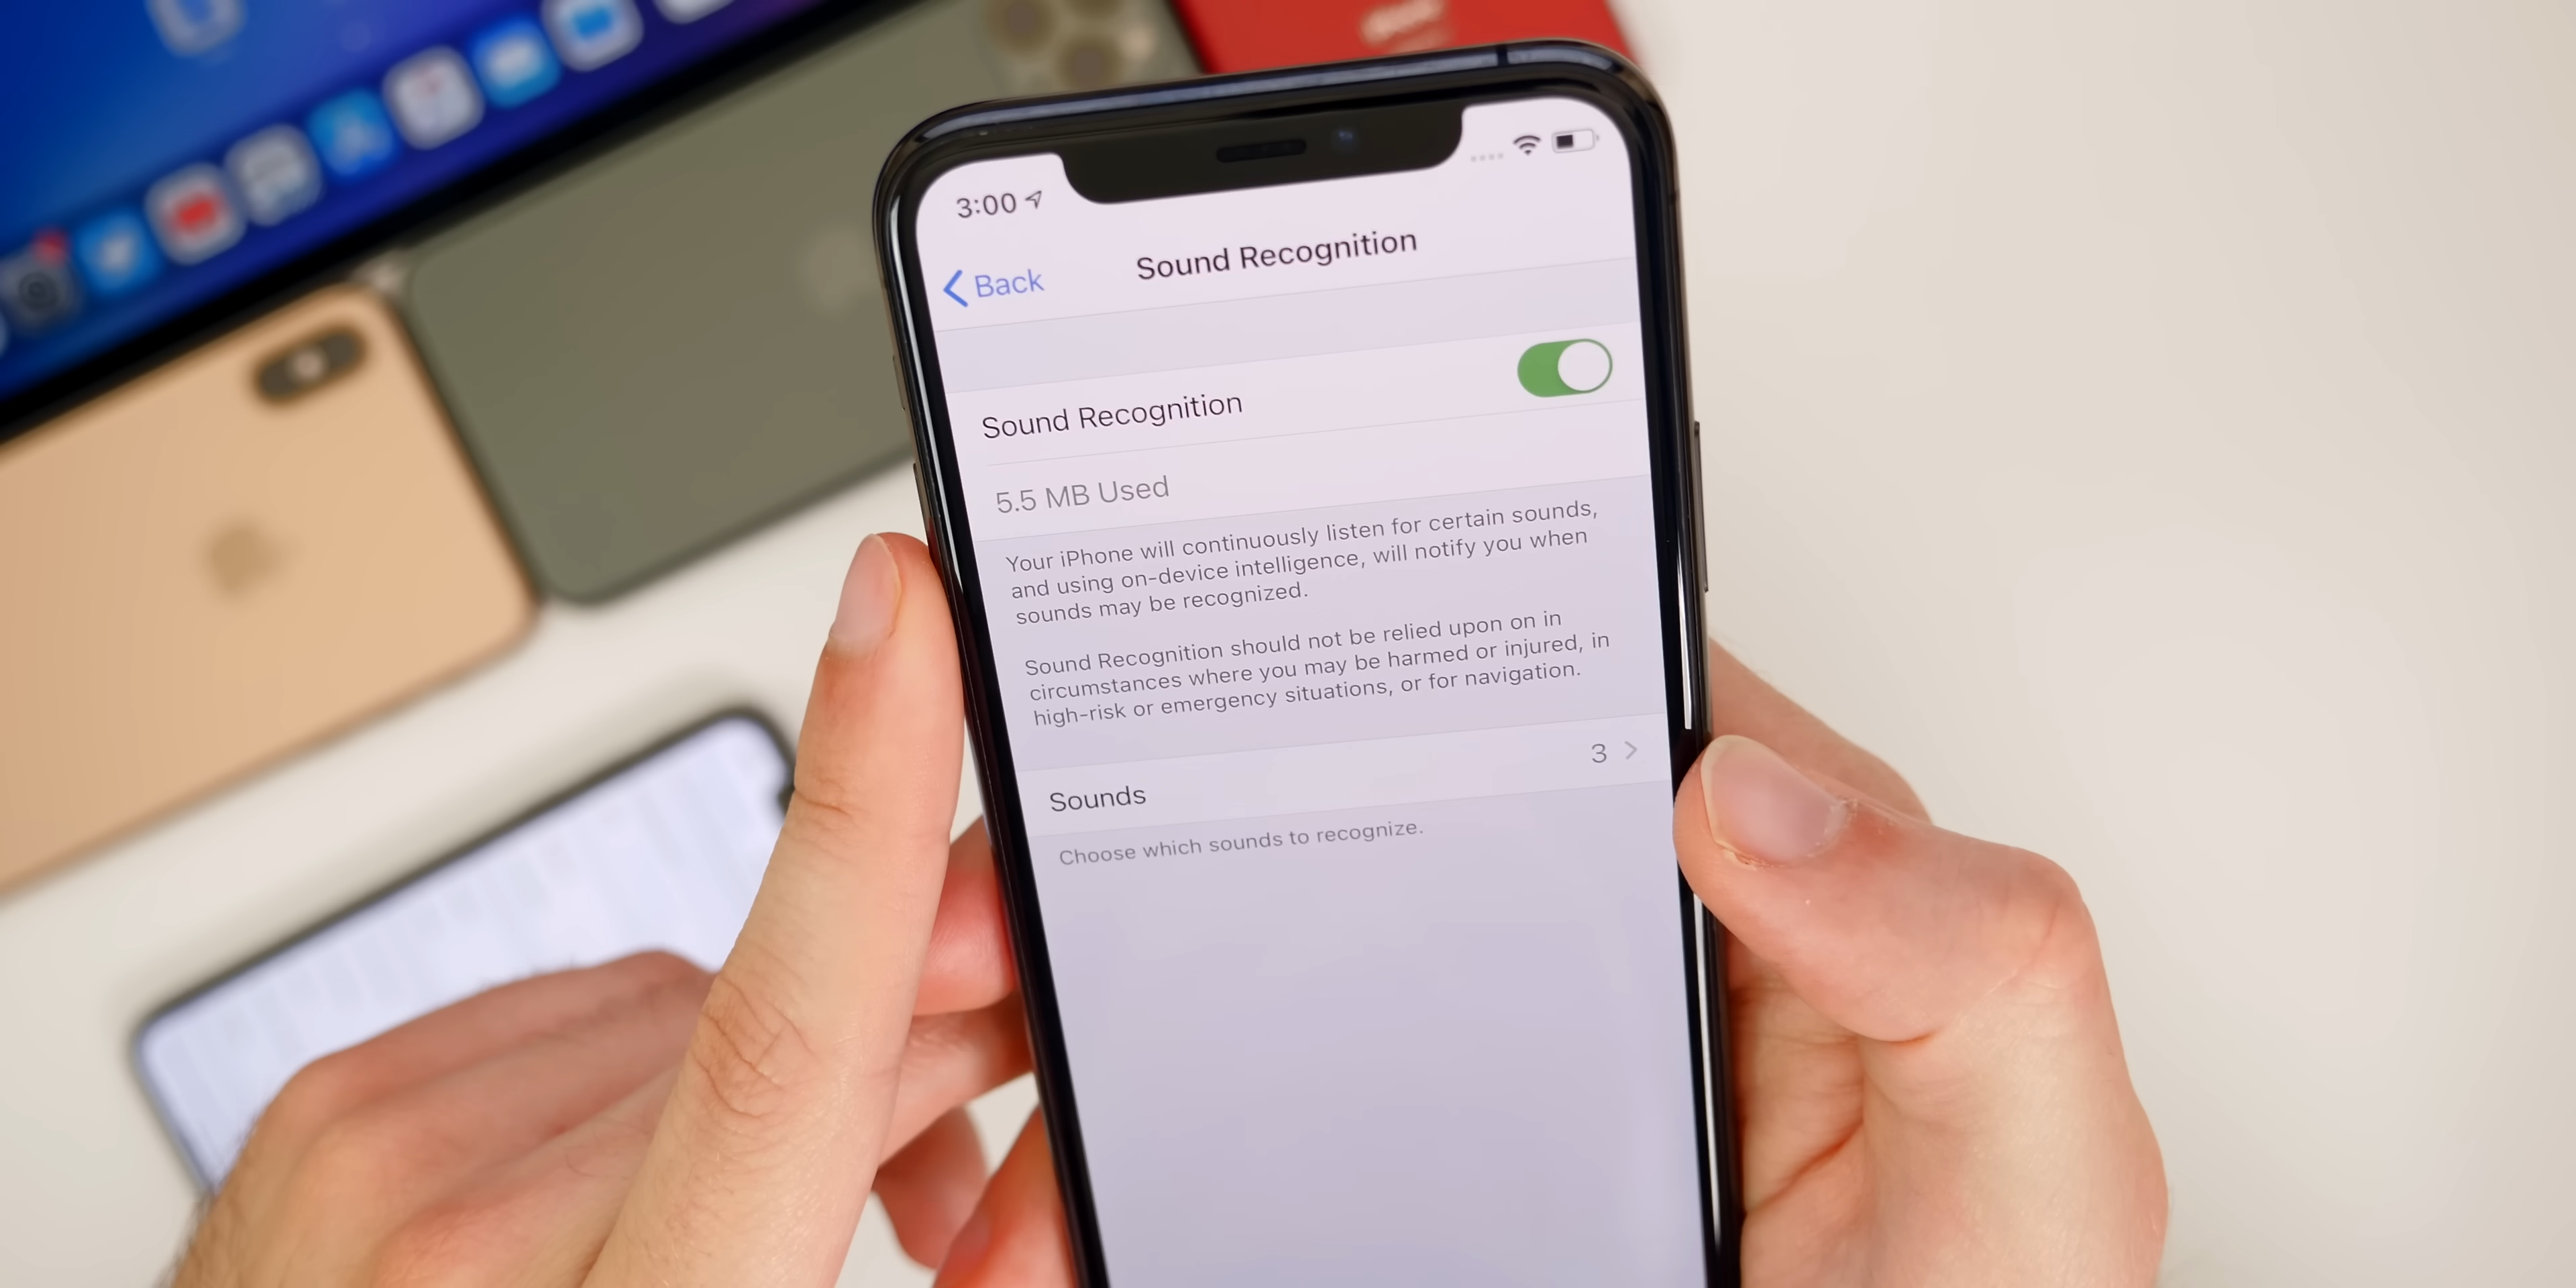 3:00
Back
Sound Recognition
Sound Recognition
5.5 MB Used
Your iPhone will continuously listen for certain sounds,
and using on-device intelligence, will notify you when
sounds may be recognized.
Sound Recognition should not be relied upon on in
circumstances where you may be harmed or injured, in
high-risk or emergency situations, or for navigation.
Sounds 3
Choose which sounds to recognize.